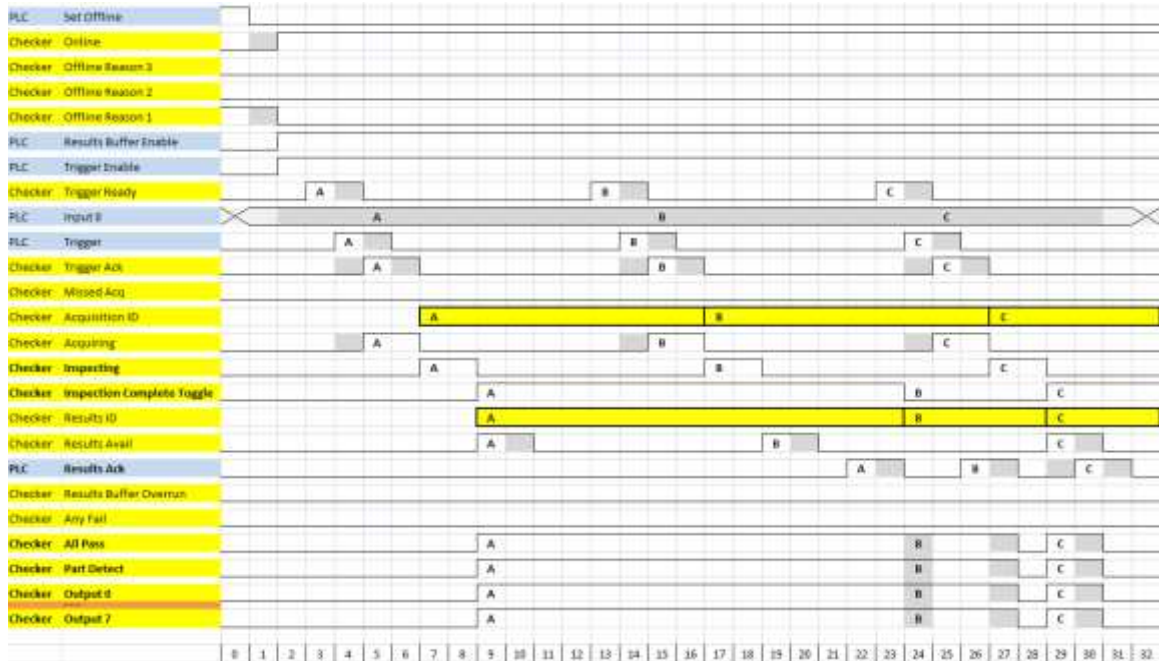 PLC Set Offline
Checker Online
Checker Offline Reason 3
Checker Offline Reason 2
Checker Offline Reason 1
PLC Results Buffer Enable
PLC Trigger Enable
Checker Trigger Ready A B C
PLC Input 8 A B C
PLC Trigger A B C
Checker Trigger Ack A B C
Checker Missed Acq
Checker Acquisition ID A B C
Checker Acquiring A B C
Checker Inspecting A B C
Checker Inspection Complete Toggle A B C
Checker Results ID A B C
Checker Results Avail A B C
PLC Results Ack A B C
Checker Results Buffer Overrun
Checker Any Fail
Checker All Pass A B C
Checker Part Detect A B C
Checker Output 0 A B C
Checker Output 7 A B C
0 1 2 3 4 5 6 7 8 9 10 11 12 13 14 15 16 17 18 19 20 21 22 23 24 25 26 27 28 29 30 31 32